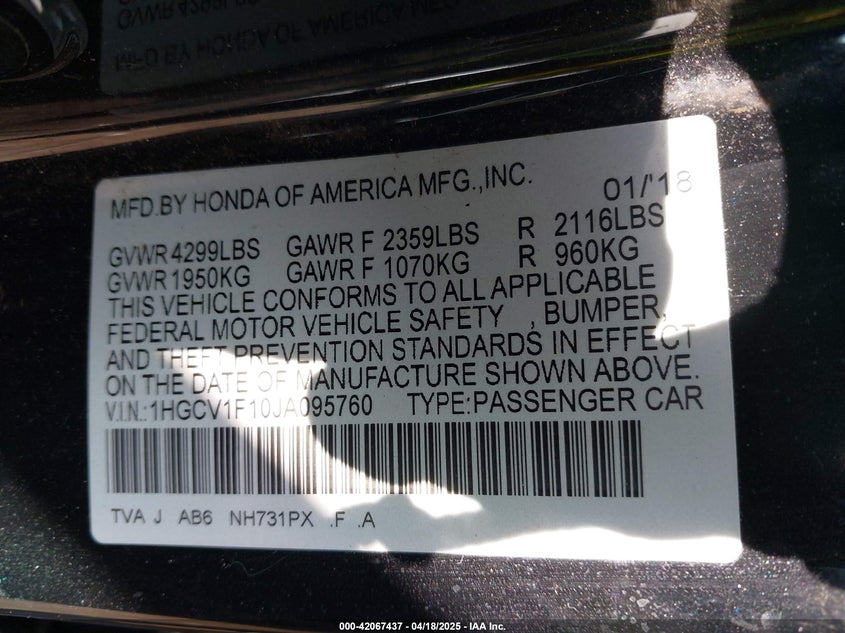 MFD.BY HONDA OF AMERICA MFG.,INC. 01/'18
GVWR 4299LBS GAWR F 2359LBS R 2116LBS
GVWR 1950KG GAWR F 1070KG R 960KG
THIS VEHICLE CONFORMS TO ALL APPLICABLE
FEDERAL MOTOR VEHICLE SAFETY , BUMPER,
AND THEFT PREVENTION STANDARDS IN EFFECT
ON THE DATE OF MANUFACTURE SHOWN ABOVE.
V.I.N.:1HGCV1F10JA095760 TYPE:PASSENGER CAR
TVA J AB6 NH731PX .F .A
000-42067437 - 04/18/2025 - IAA Inc.